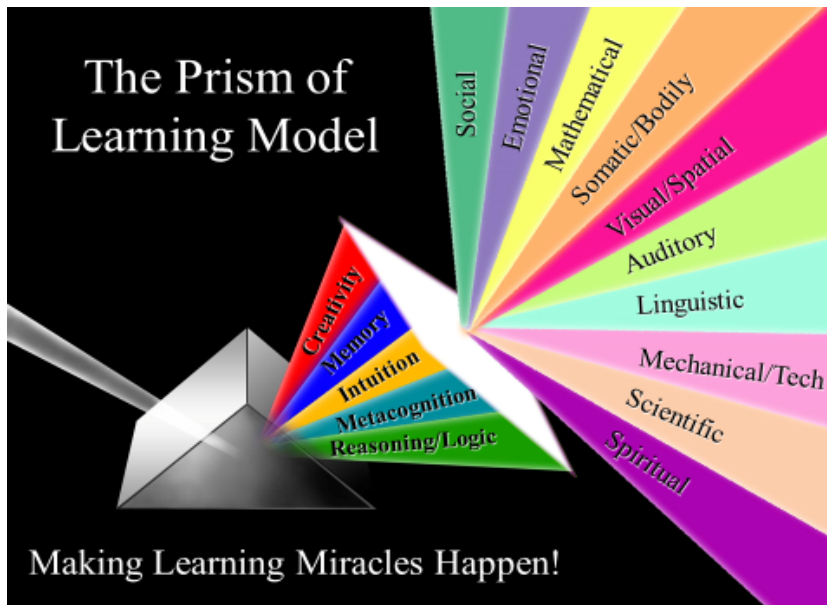 The Prism of
Learning Model
Social
Emotional
Mathematical
Somatic/Bodily
Visual/Spatial
Auditory
Linguistic
Mechanical/Tech
Scientific
Spiritual
Creativity
Memory
Intuition
Metacognition
Reasoning/Logic
Making Learning Miracles Happen!